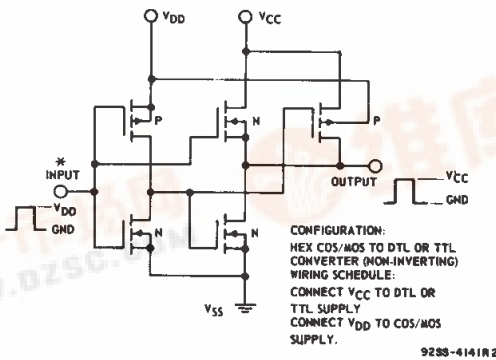 VDD
VCC
P
N
P
*
INPUT
VDD
GND
OUTPUT
VCC
GND
N
N
VSS
CONFIGURATION:
HEX COS/MOS TO DTL OR TTL
CONVERTER (NON-INVERTING)
WIRING SCHEDULE:
CONNECT VCC TO DTL OR
TTL SUPPLY
CONNECT VDD TO COS/MOS
SUPPLY.
92SS-4141R2